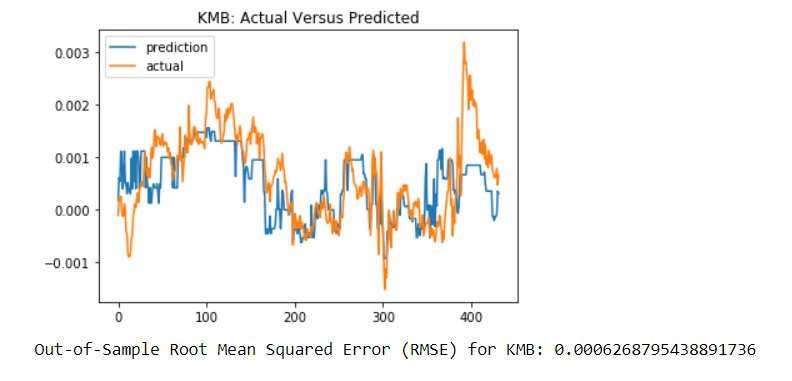 KMB: Actual Versus Predicted
prediction
actual
0.003
0.002
0.001
0.000
−0.001
0
100
200
300
400
Out-of-Sample Root Mean Squared Error (RMSE) for KMB: 0.0006268795438891736